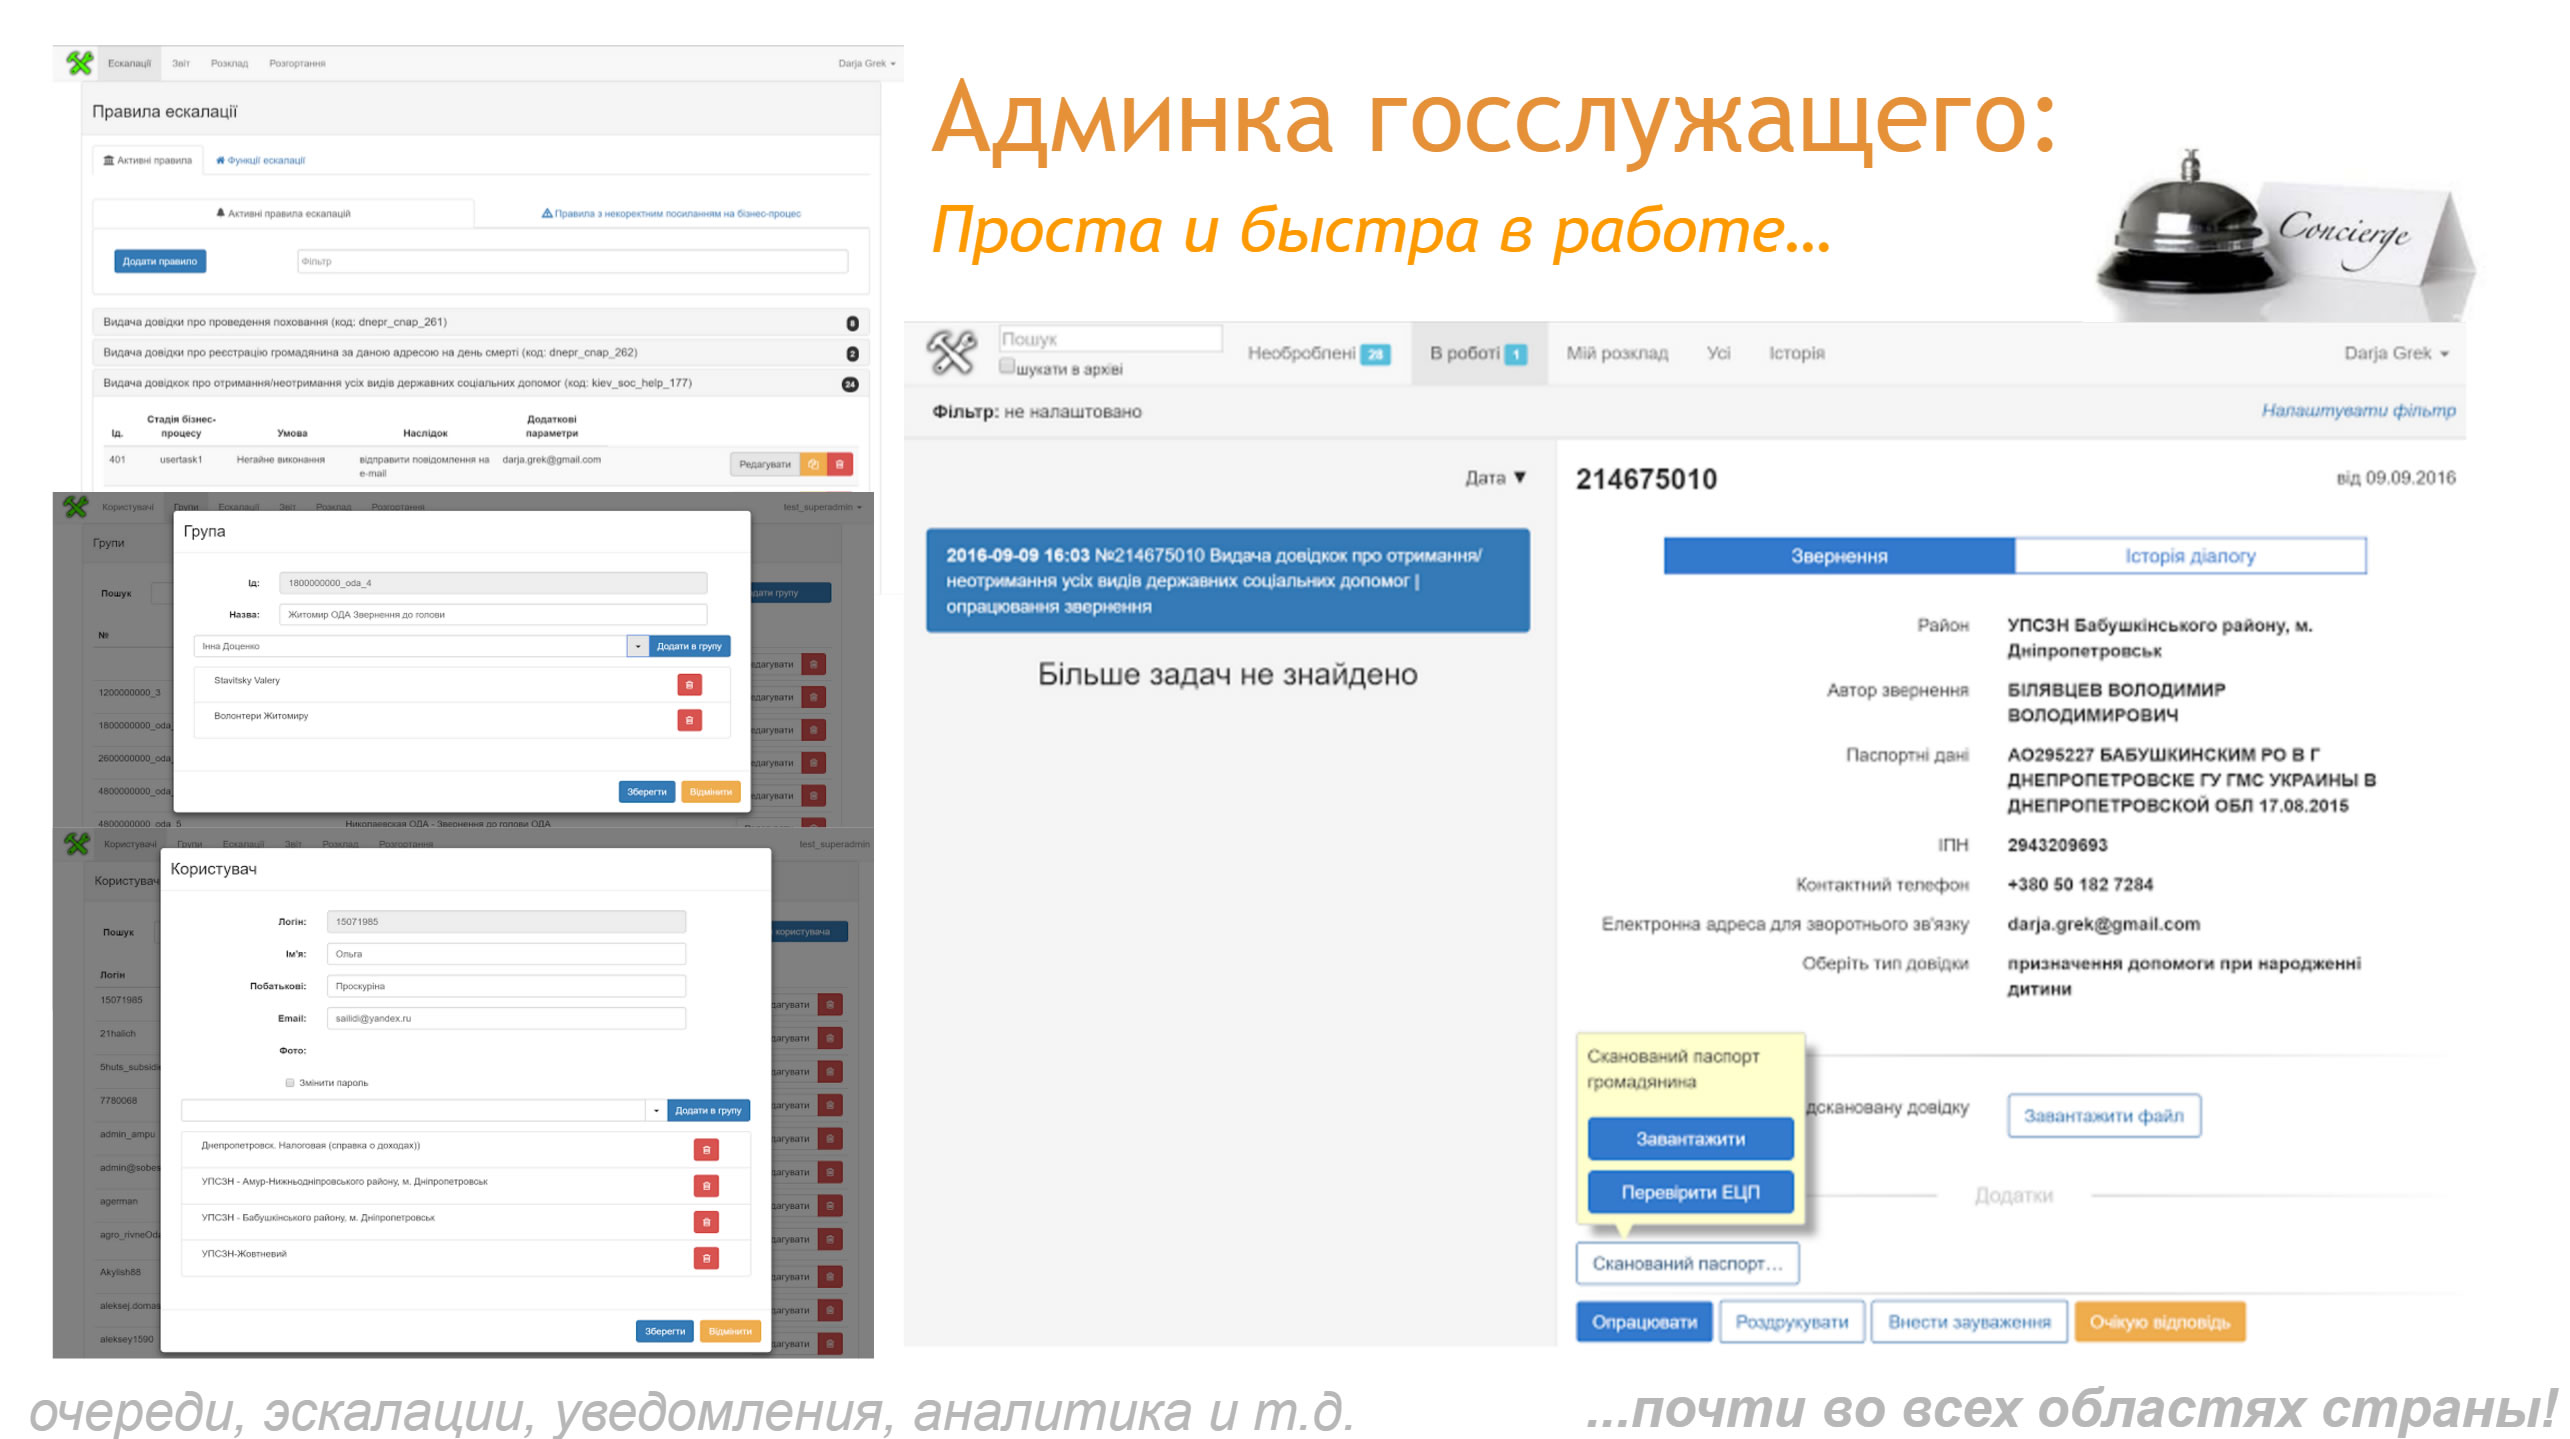 Ескалації Звіт Розклад Розгортання Darja Grek
Правила ескалації
Активні правила Функції ескалації
Активні правила ескалацій Правила з некоректним посиланням на бізнес-процес
Додати правило Фільтр
Видача довідки про проведення поховання (код: dnepr_cnap_261) 8
Видача довідки про реєстрацію громадянина за даною адресою на день смерті (код: dnepr_cnap_262) 2
Видача довідкок про отримання/неотримання усіх видів державних соціальних допомог (код: kiev_soc_help_177) 24
Ід. Стадія бізнес-процесу Умова Наслідок Додаткові параметри
401 usertask1 Негайне виконання відправити повідомлення на e-mail darja.grek@gmail.com Редагувати
Користувачі Групи Ескалації Звіт Розклад Розгортання test_superadmin
Групи
Група
Ід: 1800000000_oda_4
Пошук
Назва: Житомир ОДА Звернення до голови
№
Інна Доценко Додати в групу
Stavitsky Valery
1200000000_3
Волонтери Житомиру
1800000000_oda_
2600000000_oda_
4800000000_oda_
Зберегти Відмінити
4800000000_oda_5 Николаевская ОДА - Звернення до голови ОДА
Користувачі Групи Ескалації Звіт Розклад Розгортання test_superadmin
Користувач
Логін: 15071985
Пошук
користувача
Ім'я: Ольга
Логін
Побатькові: Проскуріна
15071985
Email: sailidi@yandex.ru
21halich
Фото:
5huts_subsidi
Змінити пароль
7780068
Додати в групу
admin_ampu
Днепропетровск. Налоговая (справка о доходах))
admin@sobes
УПСЗН - Амур-Нижньодніпровського району, м. Дніпропетровськ
agerman
УПСЗН - Бабушкінського району, м. Дніпропетровськ
agro_rivneOd
УПСЗН-Жовтневий
Akylish88
aleksej.domas
aleksey1590
Зберегти Відмінити
Админка госслужащего:
Проста и быстра в работе...
Concierge
Пошук
шукати в архіві
Необроблені 28 В роботі 1 Мій розклад Усі Історія Darja Grek
Фільтр: не налаштовано Налаштувати фільтр
Дата ▼
2016-09-09 16:03 №214675010 Видача довідкок про отримання/
неотримання усіх видів державних соціальних допомог |
опрацювання звернення
Більше задач не знайдено
214675010 від 09.09.2016
Звернення Історія діалогу
Район УПСЗН Бабушкінського району, м.
Дніпропетровськ
Автор звернення БІЛЯВЦЕВ ВОЛОДИМИР
ВОЛОДИМИРОВИЧ
Паспортні дані АО295227 БАБУШКИНСКИМ РО В Г
ДНЕПРОПЕТРОВСКЕ ГУ ГМС УКРАИНЫ В
ДНЕПРОПЕТРОВСКОЙ ОБЛ 17.08.2015
ІПН 2943209693
Контактний телефон +380 50 182 7284
Електронна адреса для зворотнього зв'язку darja.grek@gmail.com
Оберіть тип довідки призначення допомоги при народженні
дитини
Сканований паспорт
громадянина
дскановану довідку Завантажити файл
Завантажити
Перевірити ЕЦП
Додатки
Сканований паспорт...
Опрацювати Роздрукувати Внести зауваження Очікую відповідь
очереди, эскалации, уведомления, аналитика и т.д.
...почти во всех областях страны!